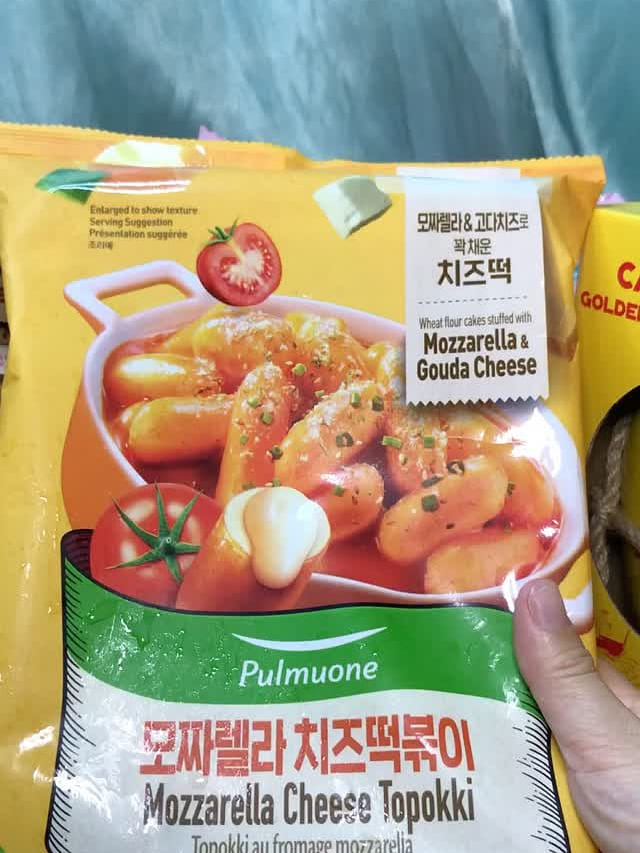 Enlarged to show texture
Serving Suggestion
Présentation suggérée
조리예
모짜렐라 & 고다치즈로
꽉 채운
치즈떡
Wheat flour cakes stuffed with
Mozzarella &
Gouda Cheese
GOLDE
Pulmuone
모짜렐라 치즈떡볶이
Mozzarella Cheese Topokki
Topokki au fromage mozzarella